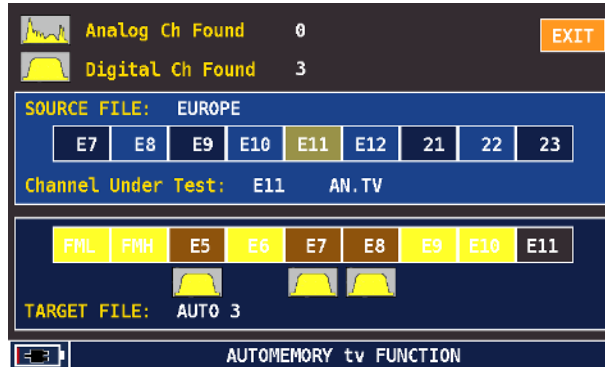 Analog Ch Found 0
EXIT
Digital Ch Found 3
SOURCE FILE: EUROPE
E7 E8 E9 E10 E11 E12 21 22 23
Channel Under Test: E11 AN.TV
FML FMH E5 E6 E7 E8 E9 E10 E11
TARGET FILE: AUTO 3
AUTOMEMORY tv FUNCTION